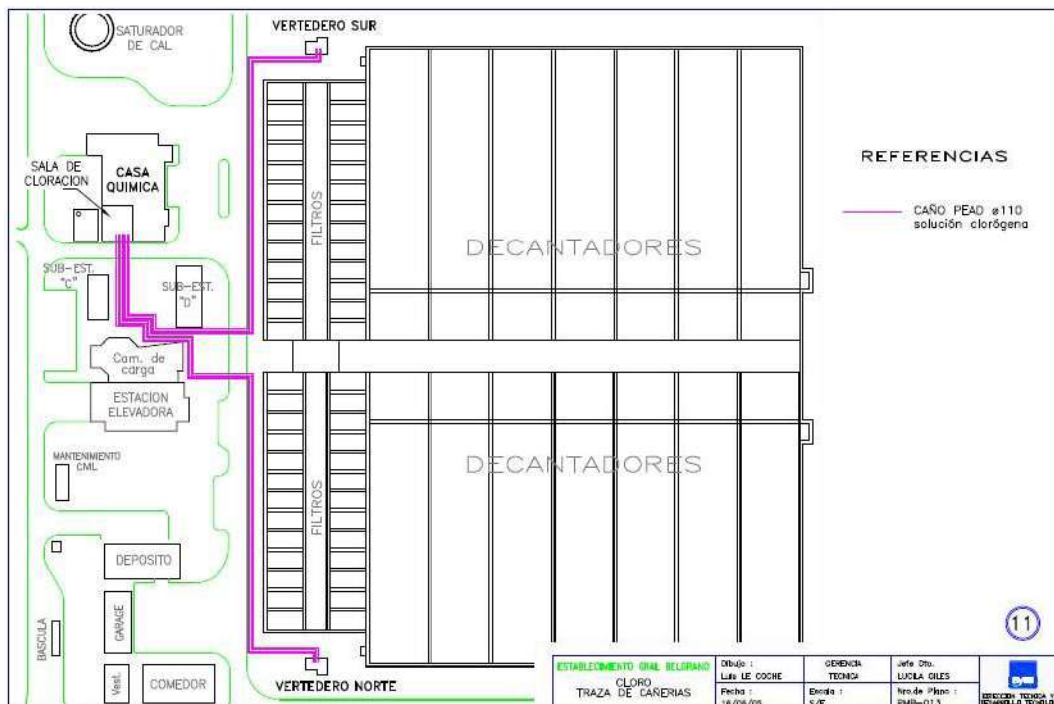 VERTEDERO SUR
SATURADOR
DE CAL
SALA DE
CLORACION
CASA
QUIMICA
REFERENCIAS
CAÑO PEAD ø110
solución clorógena
FILTROS
DECANTADORES
SUB-EST.
"C"
SUB-EST.
"D"
Cam. de
carga
ESTACION
ELEVADORA
MANTENIMIENTO
CML
DECANTADORES
FILTROS
DEPOSITO
GARAGE
BASCULA
Vest.
COMEDOR
VERTEDERO NORTE
11
ESTABLECIMIENTO GRAL BELGRANO
CLORO
TRAZA DE CAÑERIAS
Dibujo :
Luis LE COCHE
GERENCIA
TECNICA
Jefe Dto.
LUCILA GILES
Fecha :
Escala :
S/E
Nro.de Plano :
DIRECCION TECNICA Y